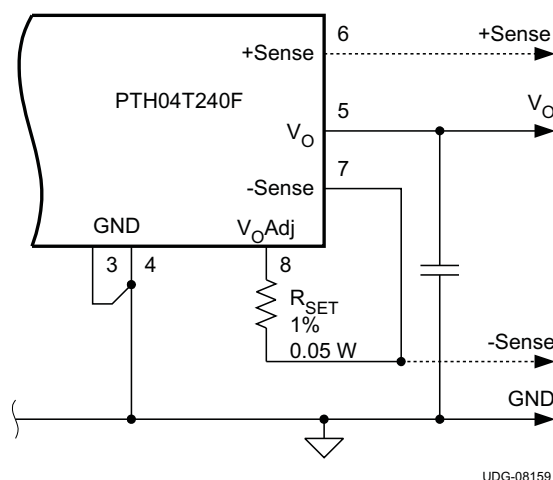 6
+Sense
+Sense
PTH04T240F
5
VO
VO
7
-Sense
GND
VOAdj
3
4
8
RSET
1%
0.05 W
-Sense
GND
UDG-08159